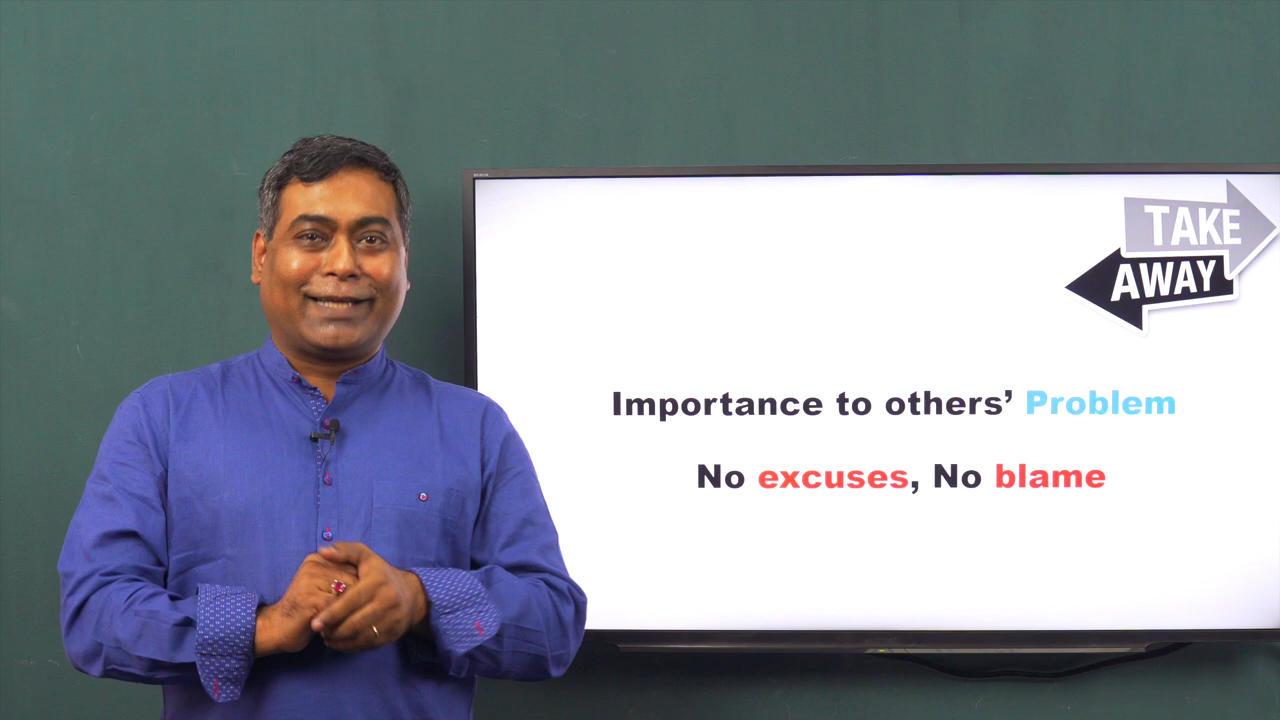 TAKE
AWAY
Importance to others’ Problem
No excuses, No blame